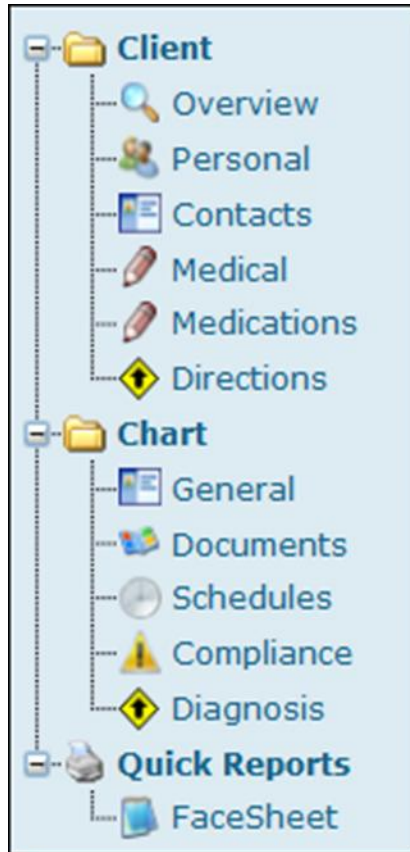 Client
Overview
Personal
Contacts
Medical
Medications
Directions
Chart
General
Documents
Schedules
Compliance
Diagnosis
Quick Reports
FaceSheet